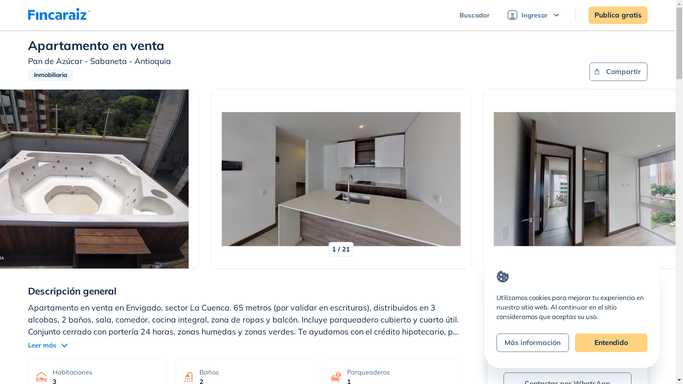 Fincaraiz
Buscador
Ingresar
Publica gratis
Apartamento en venta
Pan de Azúcar - Sabaneta - Antioquia
Inmobiliaria
Compartir
1 / 21
Descripción general
Apartamento en venta en Envigado, sector La Cuenca. 65 metros (por validar en escrituras), distribuidos en 3
alcobas, 2 baños, sala, comedor, cocina integral, zona de ropas y balcón. Incluye parqueadero cubierto y cuarto útil.
Conjunto cerrado con portería 24 horas, zonas humedas y zonas verdes. Te ayudamos con el crédito hipotecario, p...
Leer más
Habitaciones
3
Baños
2
Parqueaderos
1
Utilizamos cookies para mejorar tu experiencia en
nuestro sitio web. Al continuar en el sitio
consideramos que aceptas su uso.
Más información
Entendido
Contactar por WhatsApp